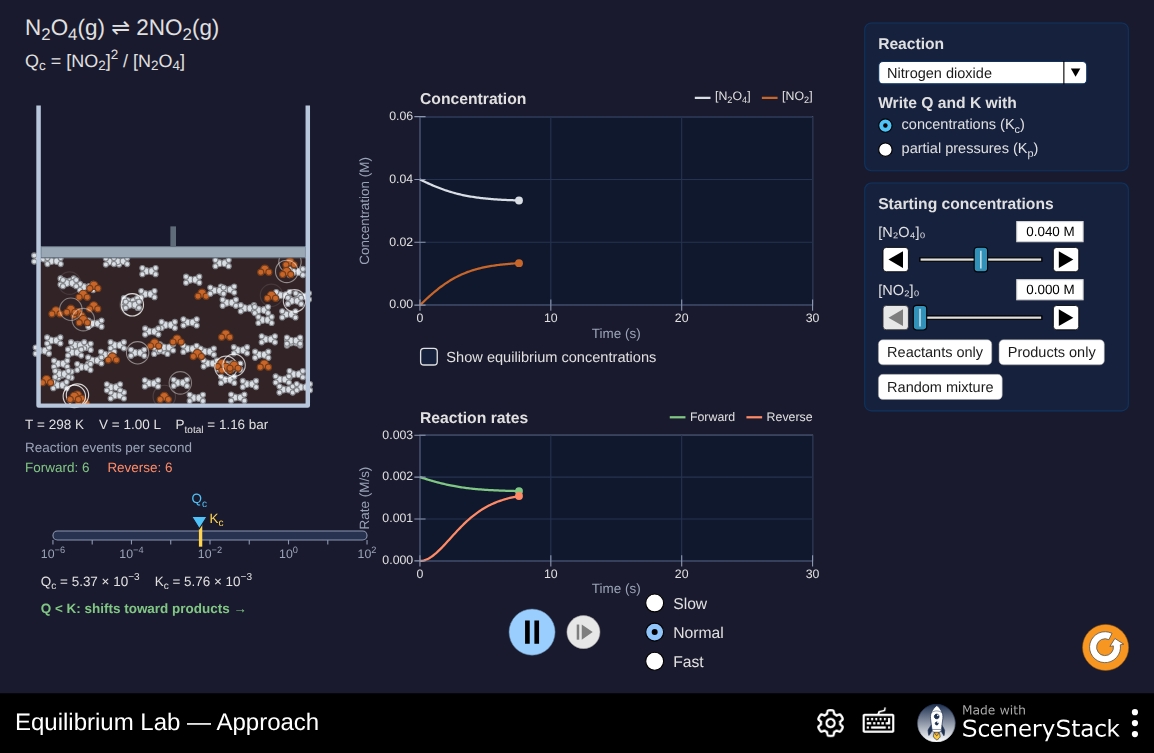 N₂O₄(g) ⇌ 2NO₂(g)
Q꜀ = [NO₂]² / [N₂O₄]
Concentration
[N₂O₄] [NO₂]
0.06
0.04
0.02
0.00
0 10 20 30
Concentration (M)
Time (s)
Show equilibrium concentrations
T = 298 K V = 1.00 L Ptotal = 1.16 bar
Reaction events per second
Forward: 6 Reverse: 6
Qc
Kc
10⁻⁶ 10⁻⁴ 10⁻² 10⁰ 10²
Qc = 5.37 × 10⁻³ Kc = 5.76 × 10⁻³
Q < K: shifts toward products →
Reaction rates
Forward Reverse
0.003
0.002
0.001
0.000
0 10 20 30
Rate (M/s)
Time (s)
Slow
Normal
Fast
Reaction
Nitrogen dioxide
Write Q and K with
concentrations (Kc)
partial pressures (Kp)
Starting concentrations
[N₂O₄]₀ 0.040 M
[NO₂]₀ 0.000 M
Reactants only Products only
Random mixture
Equilibrium Lab — Approach
Made with
SceneryStack